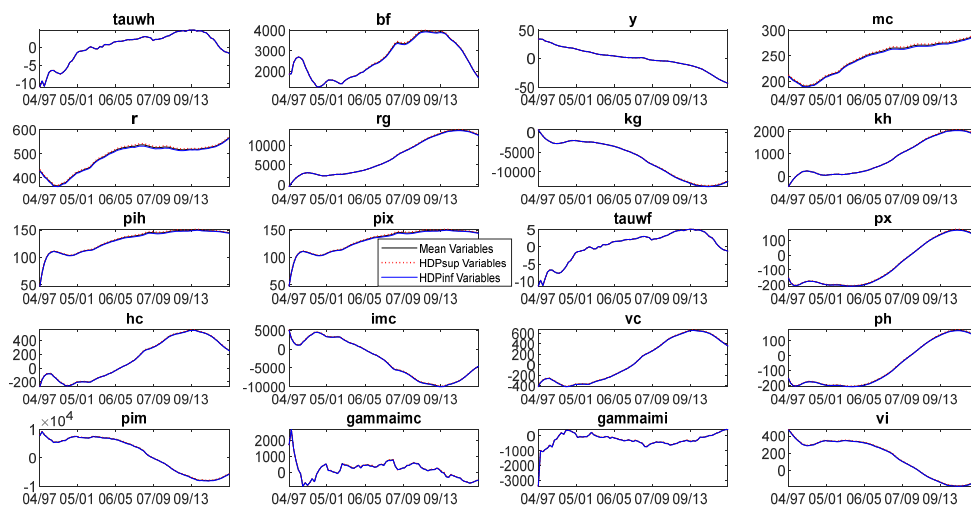 tauwh bf y mc
0 -5 -10
4000 3000 2000
50 0 -50
300 250 200
04/97 05/01 06/05 07/09 09/13 04/97 05/01 06/05 07/09 09/13 04/97 05/01 06/05 07/09 09/13 04/97 05/01 06/05 07/09 09/13
r rg kg kh
600 500 400
10000 5000 0
0 -5000 -10000
2000 1000 0
04/97 05/01 06/05 07/09 09/13 04/97 05/01 06/05 07/09 09/13 04/97 05/01 06/05 07/09 09/13 04/97 05/01 06/05 07/09 09/13
pih pix tauwf px
150 100 50
150 100 50
5 0 -5 -10
100 0 -100 -200
Mean Variables
HDPsup Variables
HDPinf Variables
04/97 05/01 06/05 07/09 09/13 04/97 05/01 06/05 07/09 09/13 04/97 05/01 06/05 07/09 09/13 04/97 05/01 06/05 07/09 09/13
hc imc vc ph
400 200 0 -200
5000 0 -5000 -10000
600 400 200 0 -200 -400
100 0 -100 -200
04/97 05/01 06/05 07/09 09/13 04/97 05/01 06/05 07/09 09/13 04/97 05/01 06/05 07/09 09/13 04/97 05/01 06/05 07/09 09/13
pim gammaimc gammaimi vi
×10^4
1 0 -1
2000 1000 0
0 -1000 -2000 -3000
400 200 0
04/97 05/01 06/05 07/09 09/13 04/97 05/01 06/05 07/09 09/13 04/97 05/01 06/05 07/09 09/13 04/97 05/01 06/05 07/09 09/13